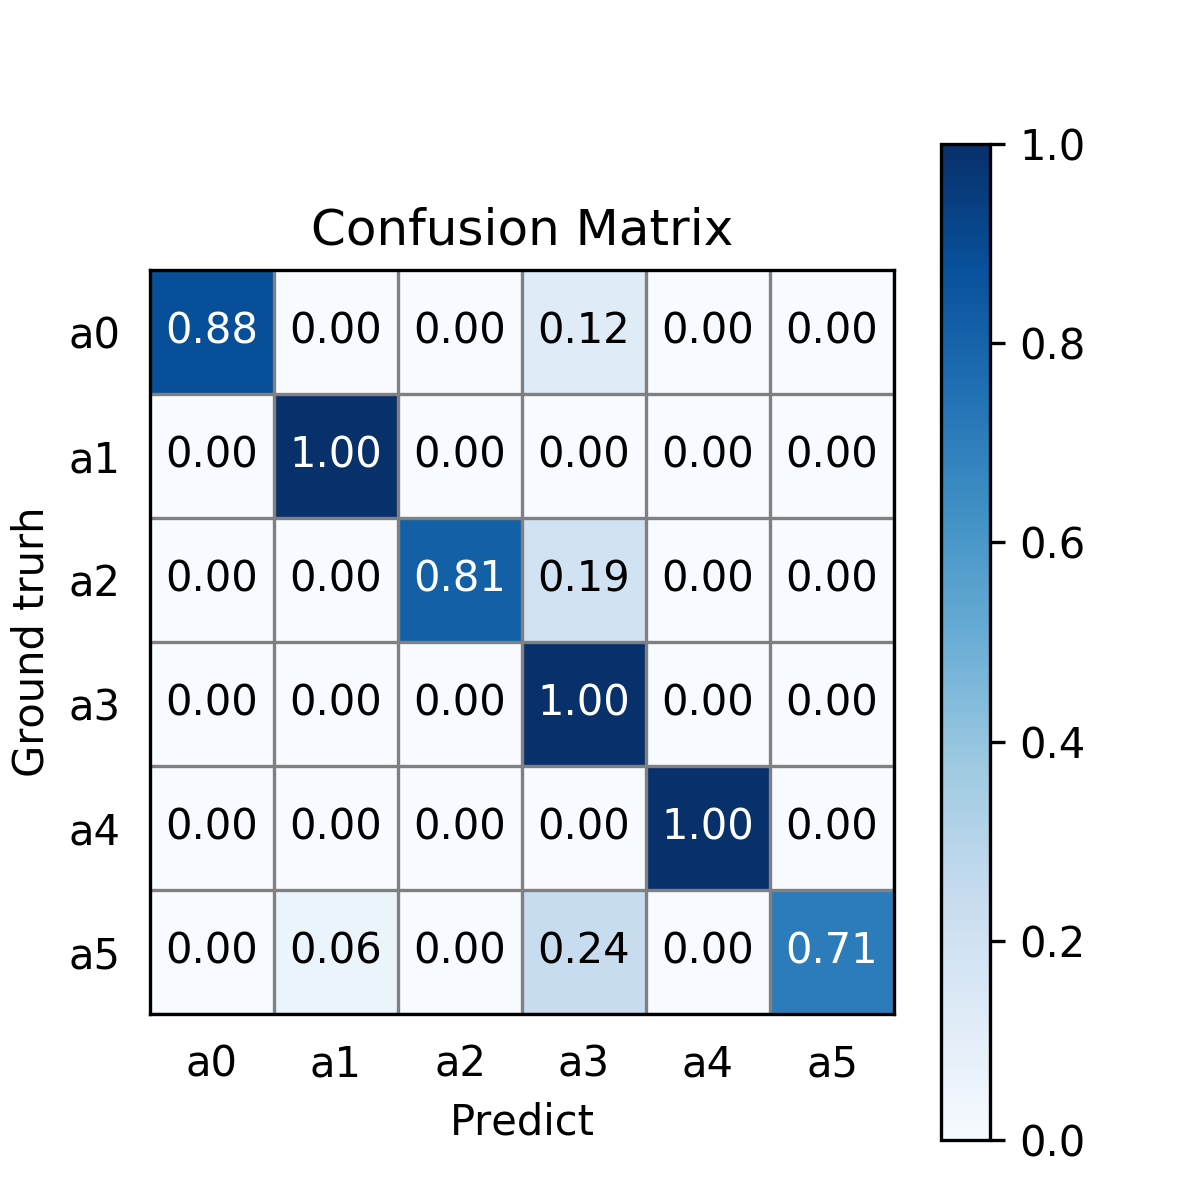 Confusion Matrix
a0 0.88 0.00 0.00 0.12 0.00 0.00
a1 0.00 1.00 0.00 0.00 0.00 0.00
a2 0.00 0.00 0.81 0.19 0.00 0.00
a3 0.00 0.00 0.00 1.00 0.00 0.00
a4 0.00 0.00 0.00 0.00 1.00 0.00
a5 0.00 0.06 0.00 0.24 0.00 0.71
a0 a1 a2 a3 a4 a5
Predict
Ground trurh
1.0
0.8
0.6
0.4
0.2
0.0